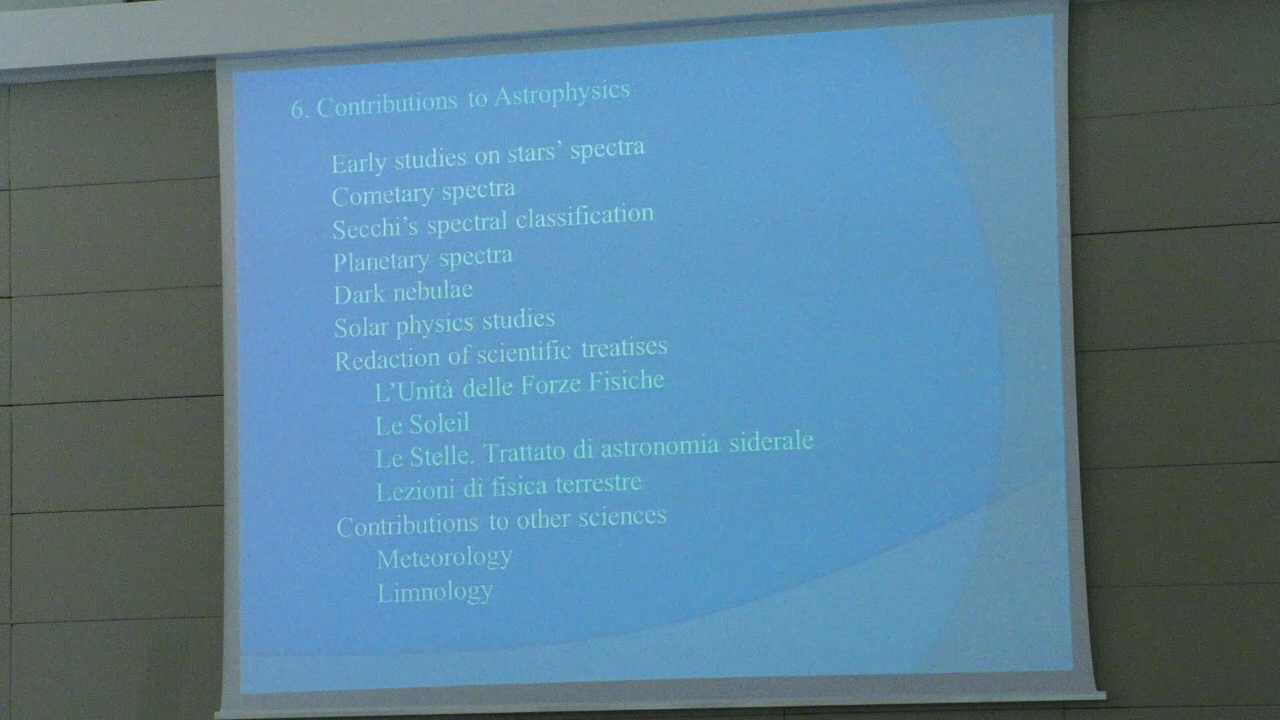 6. Contributions to Astrophysics
Early studies on stars’ spectra
Cometary spectra
Secchi’s spectral classification
Planetary spectra
Dark nebulae
Solar physics studies
Redaction of scientific treatises
L’Unità delle Forze Fisiche
Le Soleil
Le Stelle. Trattato di astronomia siderale
Lezioni di fisica terrestre
Contributions to other sciences
Meteorology
Limnology